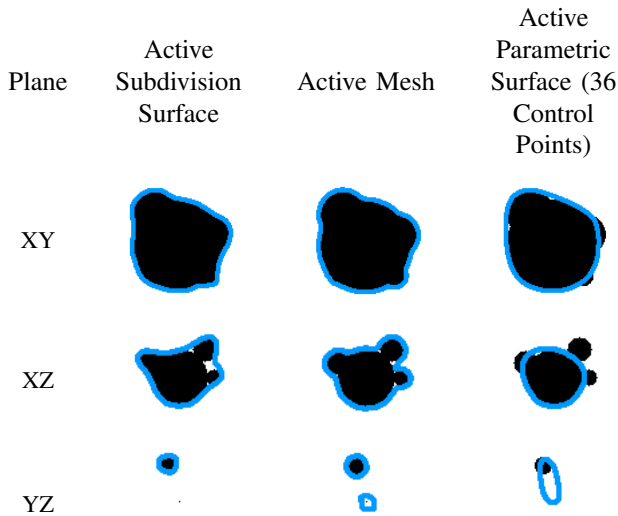 Plane
Active
Subdivision
Surface
Active Mesh
Active
Parametric
Surface (36
Control
Points)
XY
XZ
YZ